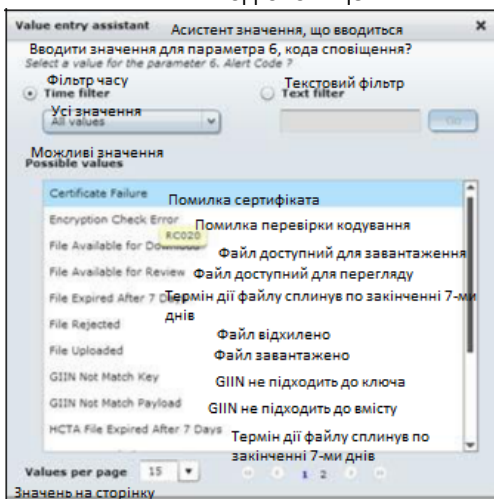 Value entry assistant
Асистент значення, що вводиться
Вводити значення для параметра 6, кода сповіщення?
Select a value for the parameter 6. Alert Code ?
Фільтр часу
Time filter
Текстовий фільтр
Text filter
Усі значення
All values
Go
Можливі значення
Possible values
Certificate Failure
Помилка сертифіката
Encryption Check Error
Помилка перевірки кодування
RC020
File Available for Download
Файл доступний для завантаження
File Available for Review
Файл доступний для перегляду
File Expired After 7 Days
Термін дії файлу сплинув по закінченні 7-ми
днів
File Rejected
Файл відхилено
File Uploaded
Файл завантажено
GIIN Not Match Key
GIIN не підходить до ключа
GIIN Not Match Payload
GIIN не підходить до вмісту
HCTA File Expired After 7 Days
Термін дії файлу сплинув по
закінченні 7-ми днів
Values per page
15
1 2
Значень на сторінку